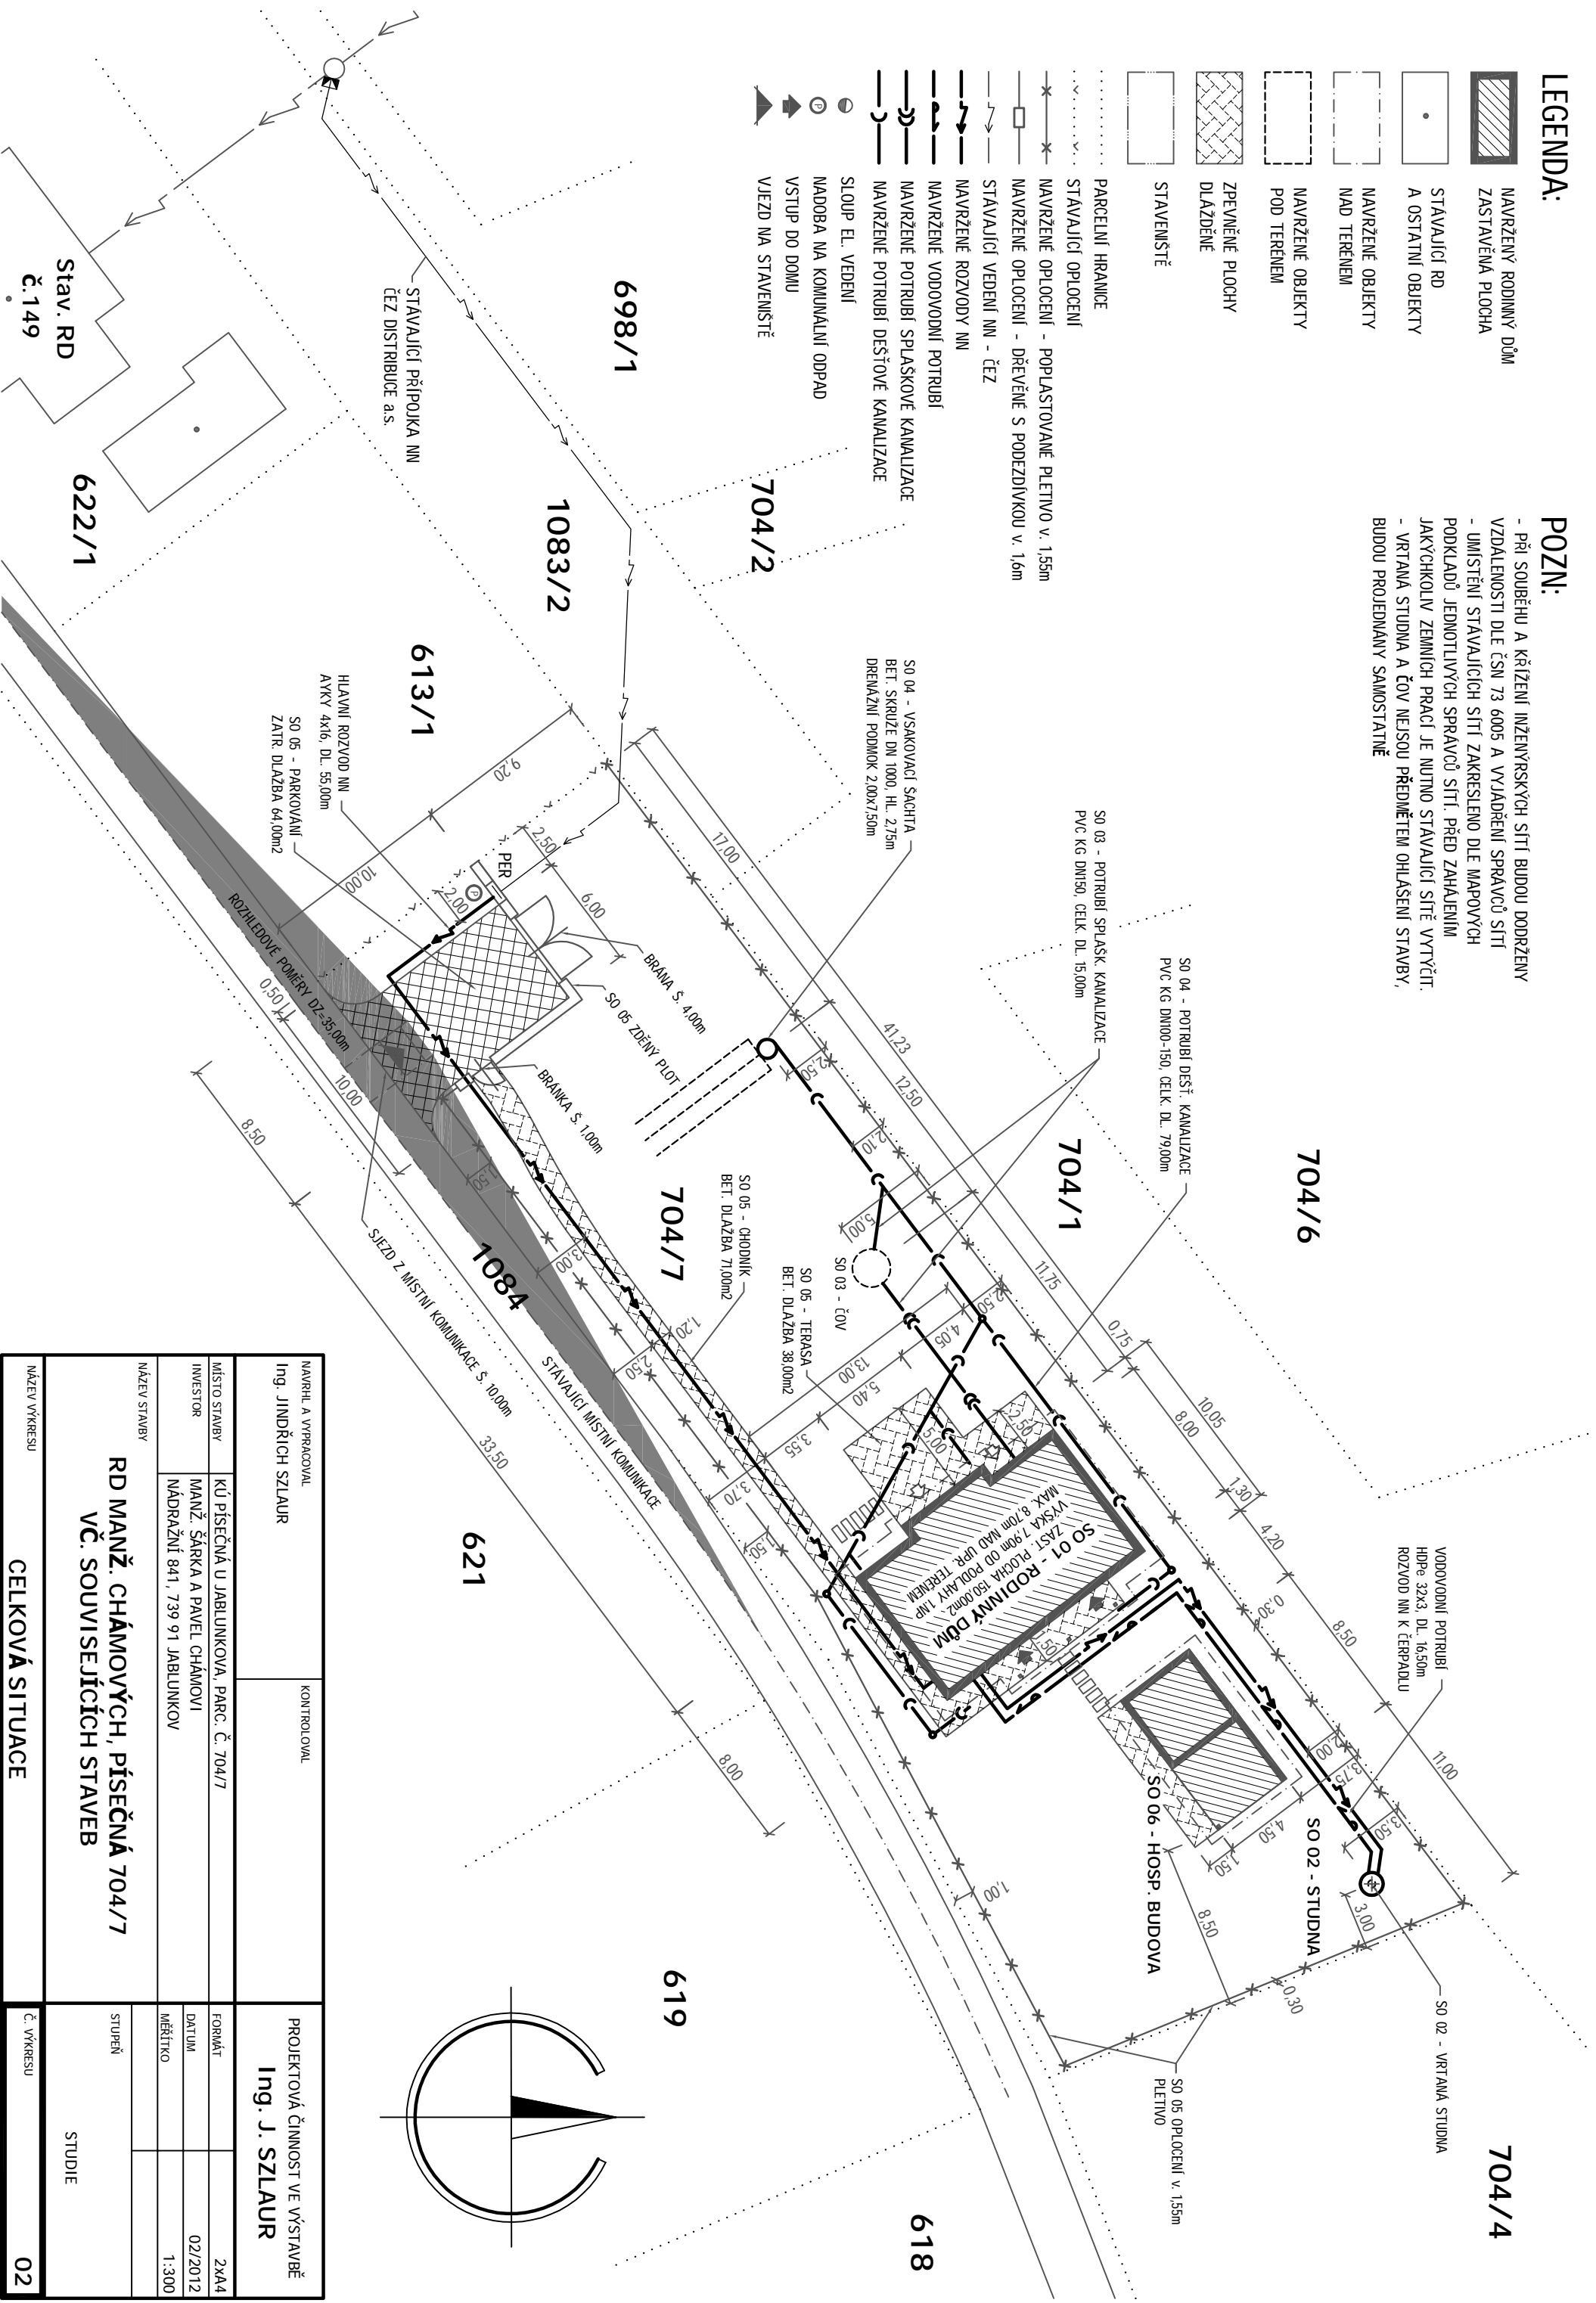 LEGENDA:
NAVRŽENÝ RODINNÝ DŮM
ZASTAVĚNÁ PLOCHA
STÁVAJÍCÍ RD
A OSTATNÍ OBJEKTY
NAVRŽENÉ OBJEKTY
NAD TERÉNEM
NAVRŽENÉ OBJEKTY
POD TERÉNEM
ZPEVNĚNÉ PLOCHY
DLÁŽDĚNÉ
STAVENIŠTĚ
PARCELNÍ HRANICE
STÁVAJÍCÍ OPLOCENÍ
NAVRŽENÉ OPLOCENÍ - POPLASTOVANÉ PLETIVO v. 1,55m
NAVRŽENÉ OPLOCENÍ - DŘEVĚNÉ S PODEZDÍVKOU v. 1,6m
STÁVAJÍCÍ VEDENÍ NN - ČEZ
NAVRŽENÉ ROZVODY NN
NAVRŽENÉ VODOVODNÍ POTRUBÍ
NAVRŽENÉ POTRUBÍ SPLAŠKOVÉ KANALIZACE
NAVRŽENÉ POTRUBÍ DEŠŤOVÉ KANALIZACE
SLOUP EL. VEDENÍ
P
NADOBA NA KOMUNÁLNÍ ODPAD
VSTUP DO DOMU
VJEZD NA STAVENIŠTĚ
POZN:
- PŘI SOUBĚHU A KŘÍŽENÍ INŽENÝRSKÝCH SÍTÍ BUDOU DODRŽENY
VZDÁLENOSTI DLE ČSN 73 6005 A VYJÁDŘENÍ SPRÁVCŮ SÍTÍ
- UMÍSTĚNÍ STÁVAJÍCÍCH SÍTÍ ZAKRESLENO DLE MAPOVÝCH
PODKLADŮ JEDNOTLIVÝCH SPRÁVCŮ SÍTÍ. PŘED ZAHÁJENÍM
JAKÝCHKOLIV ZEMNÍCH PRACÍ JE NUTNO STÁVAJÍCÍ SÍTĚ VYTÝČIT.
- VRTANÁ STUDNA A ČOV NEJSOU PŘEDMĚTEM OHLÁŠENÍ STAVBY,
BUDOU PROJEDNÁNY SAMOSTATNĚ
698/1
704/2
1083/2
613/1
622/1
Stav. RD
č.149
STÁVAJÍCÍ PŘÍPOJKA NN
ČEZ DISTRIBUCE a.s.
HLAVNÍ ROZVOD NN
AYKY 4x16, DL. 55,00m
SO 05 - PARKOVÁNÍ
ZATR. DLAŽBA 64,00m2
SO 04 - VSAKOVACÍ ŠACHTA
BET. SKRUŽE DN 1000, HL. 2,75m
DRENÁŽNÍ PODMOK 2,00x7,50m
SO 03 - POTRUBÍ SPLAŠK. KANALIZACE
PVC KG DN150, CELK. DL. 15,00m
SO 04 - POTRUBÍ DEŠŤ. KANALIZACE
PVC KG DN100-150, CELK. DL. 79,00m
704/6
704/1
704/7
1084
621
619
618
704/4
PER
P
9,20
10,00
2,50
2,00
6,00
BRÁNA Š. 4,00m
SO 05 ZDĚNÝ PLOT
BRÁNKA Š. 1,00m
ROZHLEDOVÉ POMĚRY DZ=35,00m
0,50
10,00
8,50
17,00
41,23
12,50
11,75
0,75
10,05
8,00
1,30
4,20
0,30
8,50
11,00
2,50
2,10
5,00
2,50
4,05
13,00
5,40
3,55
3,70
1,50
1,50
3,00
1,20
2,50
5,00
2,50
1,50
SO 05 - CHODNÍK
BET. DLAŽBA 71,00m2
SO 03 - ČOV
SO 05 - TERASA
BET. DLAŽBA 38,00m2
SJEZD Z MÍSTNÍ KOMUNIKACE Š. 10,00m
STÁVAJÍCÍ MÍSTNÍ KOMUNIKACE
33,50
8,00
SO 01 - RODINNÝ DŮM
ZAST. PLOCHA 150,00m2
VÝŠKA 7,90m OD PODLAHY 1.NP
MAX. 8,70m NAD UPR. TERÉNEM
VODOVODNÍ POTRUBÍ
HDPe 32x3, DL. 16,50m
ROZVOD NN K ČERPADLU
2,00
3,75
3,50
4,50
1,50
8,50
3,00
0,30
1,00
SO 06 - HOSP. BUDOVA
SO 02 - STUDNA
SO 02 - VRTANÁ STUDNA
SO 05 OPLOCENÍ v. 1,55m
PLETIVO
NAVRHL A VYPRACOVAL
Ing. JINDŘICH SZLAUR
KONTROLOVAL
PROJEKTOVÁ ČINNOST VE VÝSTAVBĚ
Ing. J. SZLAUR
MÍSTO STAVBY
KÚ PÍSEČNÁ U JABLUNKOVA, PARC. Č. 704/7
INVESTOR
MANŽ. ŠÁRKA A PAVEL CHÁMOVI
NÁDRAŽNÍ 841, 739 91 JABLUNKOV
FORMÁT
2xA4
DATUM
02/2012
MĚŘÍTKO
1:300
NÁZEV STAVBY
RD MANŽ. CHÁMOVÝCH, PÍSEČNÁ 704/7
VČ. SOUVISEJÍCÍCH STAVEB
STUPEŇ
STUDIE
NÁZEV VÝKRESU
CELKOVÁ SITUACE
Č. VÝKRESU
02